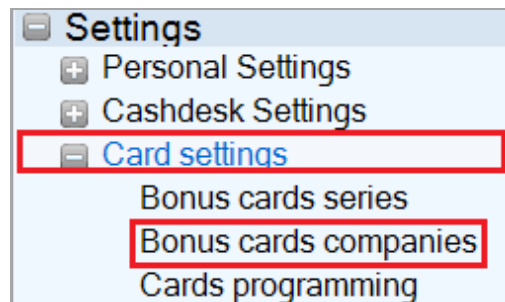 Settings
Personal Settings
Cashdesk Settings
Card settings
Bonus cards series
Bonus cards companies
Cards programming